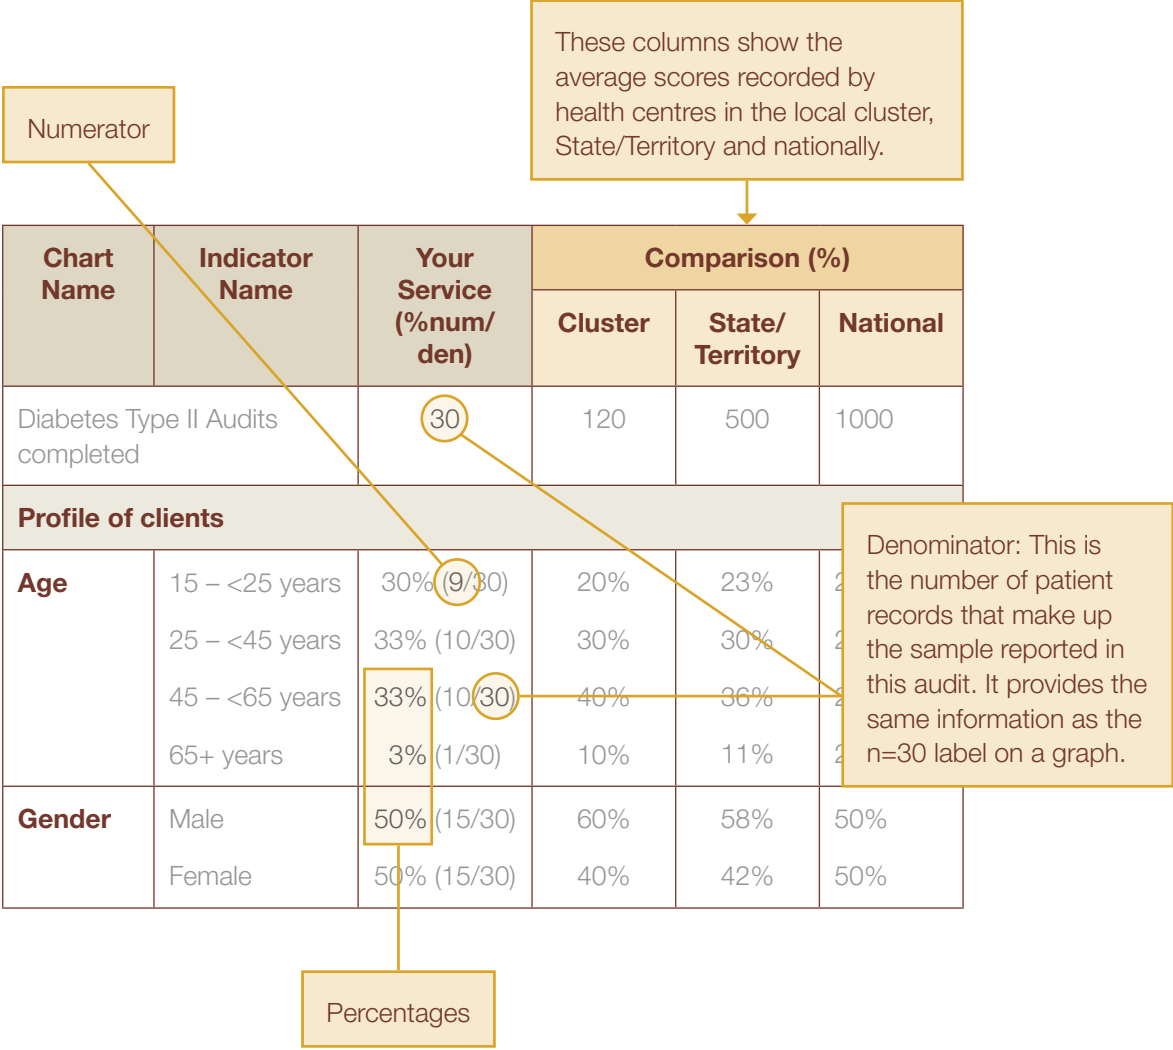 These columns show the
average scores recorded by
health centres in the local cluster,
State/Territory and nationally.
Numerator
Chart
Name
Indicator
Name
Your
Service
(%num/
den)
Comparison (%)
Cluster
State/
Territory
National
Diabetes Type II Audits
completed
30
120
500
1000
Profile of clients
Age
15 – <25 years
30% (9/30)
20%
23%
25 – <45 years
33% (10/30)
30%
30%
45 – <65 years
33% (10/30)
40%
36%
65+ years
3% (1/30)
10%
11%
Denominator: This is
the number of patient
records that make up
the sample reported in
this audit. It provides the
same information as the
n=30 label on a graph.
Gender
Male
50% (15/30)
60%
58%
50%
Female
50% (15/30)
40%
42%
50%
Percentages